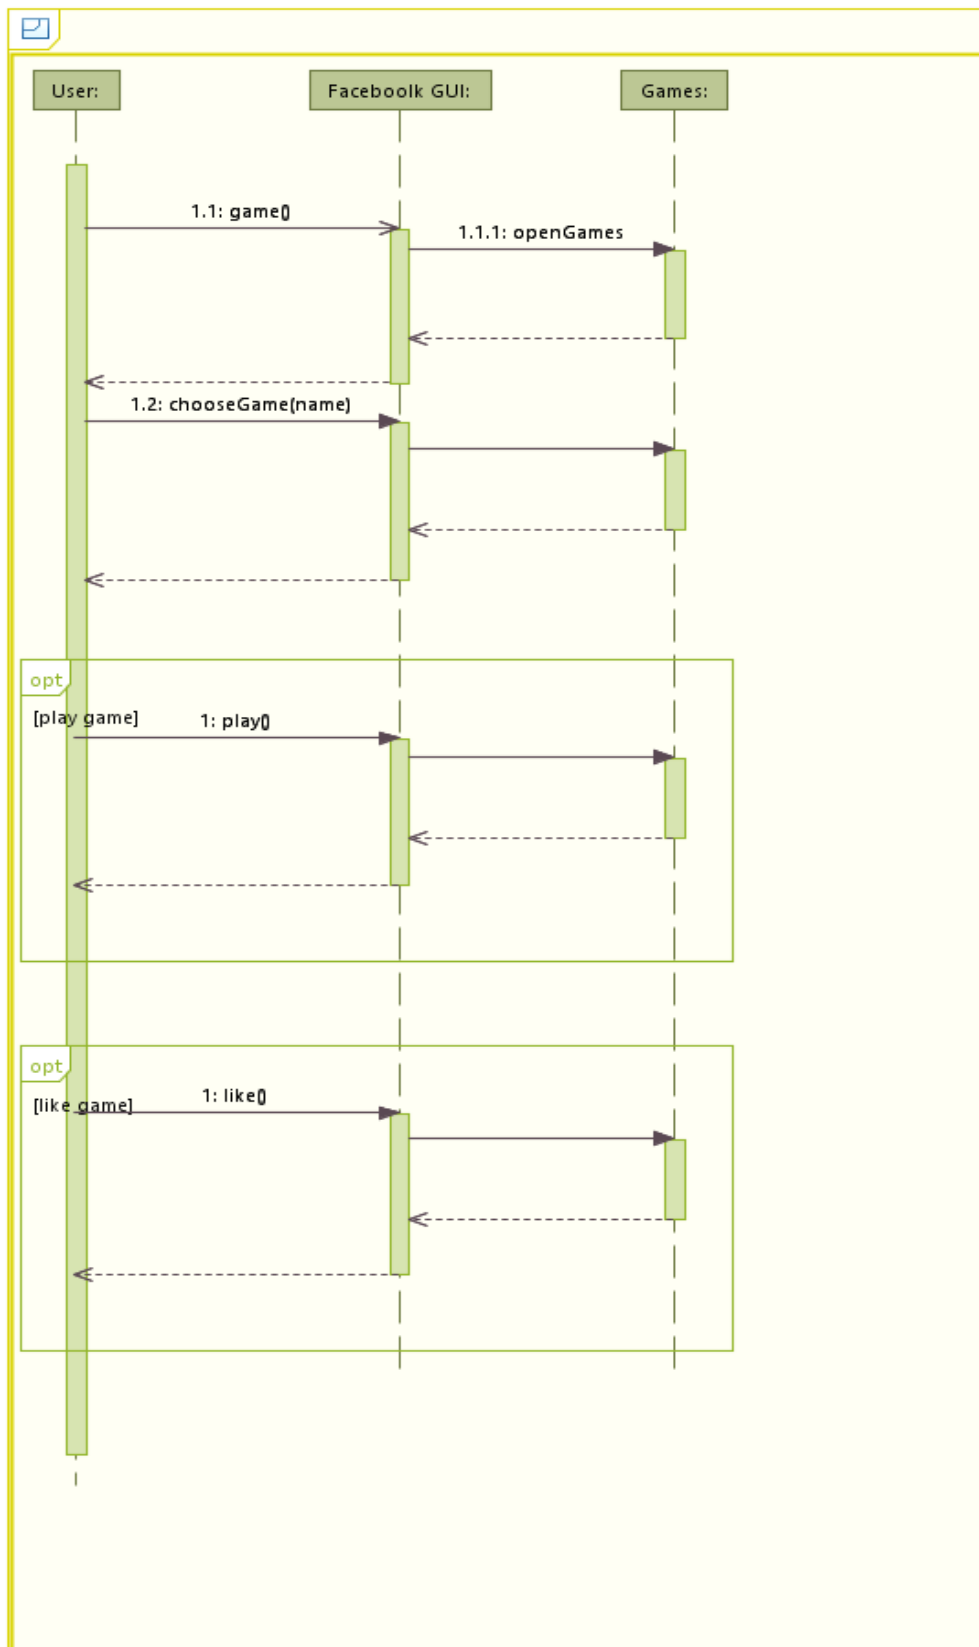 User:
Faceboolk GUI:
Games:
1.1: game()
1.1.1: openGames
1.2: chooseGame(name)
opt
[play game]
1: play()
opt
[like game]
1: like()